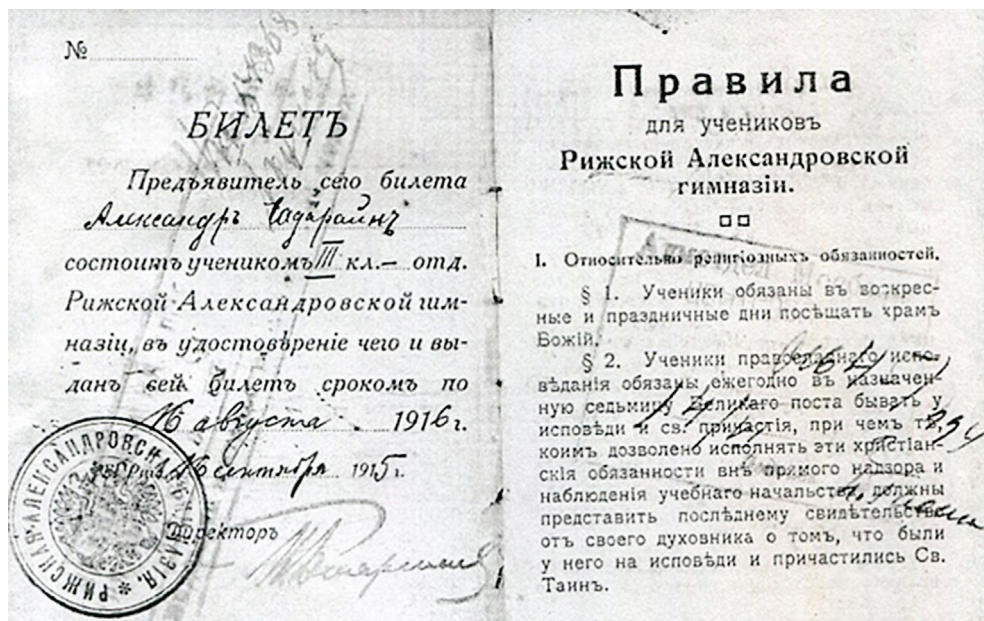 №
БИЛЕТЪ
Предъявитель сего билета
Александръ Чадараинъ
состоитъ ученикомъ III кл.— отд.
Рижской Александровской гим-
назіи, въ удостовѣреніе чего и вы-
данъ сей билетъ срокомъ по
16 августа 1916 г.
16 сентября 1915 г.
Директоръ
РИЖСКАЯ АЛЕКСАНДРОВСК ГИМНАЗІЯ.
Правила
для учениковъ
Рижской Александровской
гимназіи.
I. Относительно религіозныхъ обязанностей.
§ 1. Ученики обязаны въ воскрес-
ные и праздничные дни посѣщать храмъ
Божій.
§ 2. Ученики православнаго испо-
вѣданія обязаны ежегодно въ назначен-
ную седьмицу Великаго поста бывать у
исповѣди и св. причастія, при чемъ тѣ,
коимъ дозволено исполнять эти христіан-
скія обязанности внѣ прямого надзора и
наблюденія учебнаго начальства, должны
представить послѣднему свидѣтельство
отъ своего духовника о томъ, что были
у него на исповѣди и причастились Св.
Таинъ.